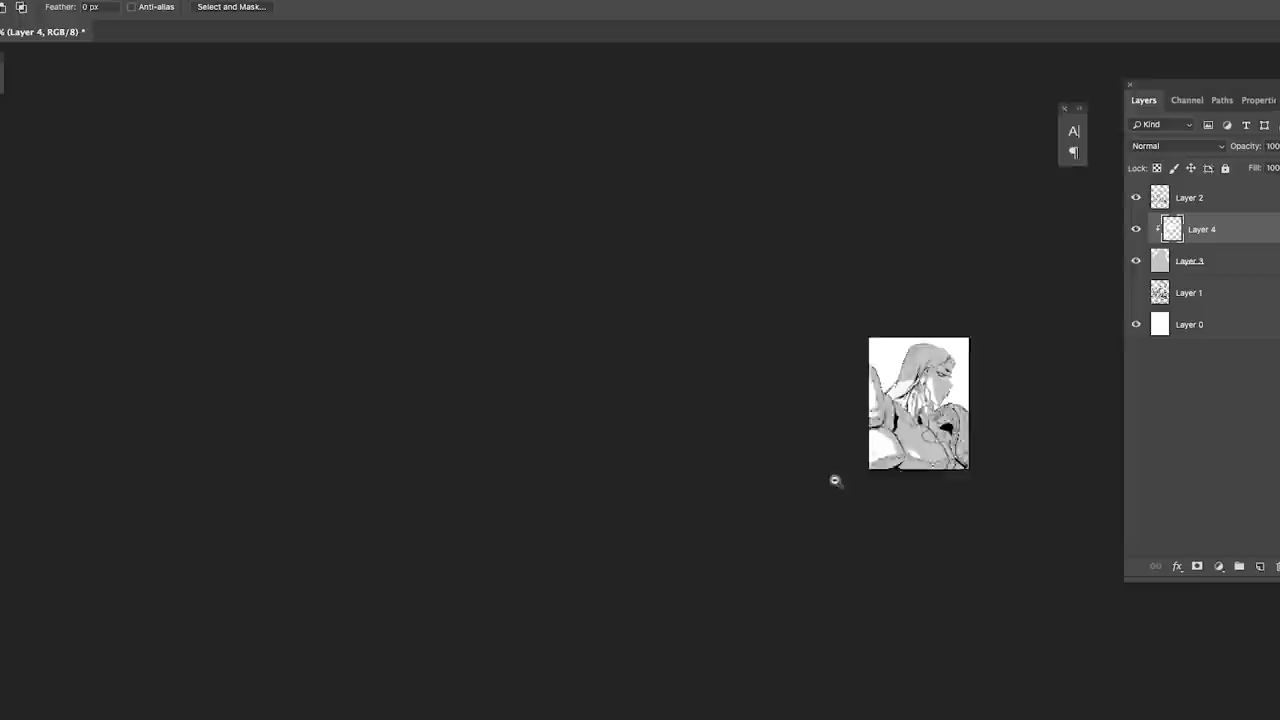 Feather: 0 px Anti-alias Select and Mask...
% (Layer 4, RGB/8) *
Layers Channel Paths Properti
Kind
Normal Opacity: 100
Lock: Fill: 100
Layer 2
Layer 4
Layer 3
Layer 1
Layer 0